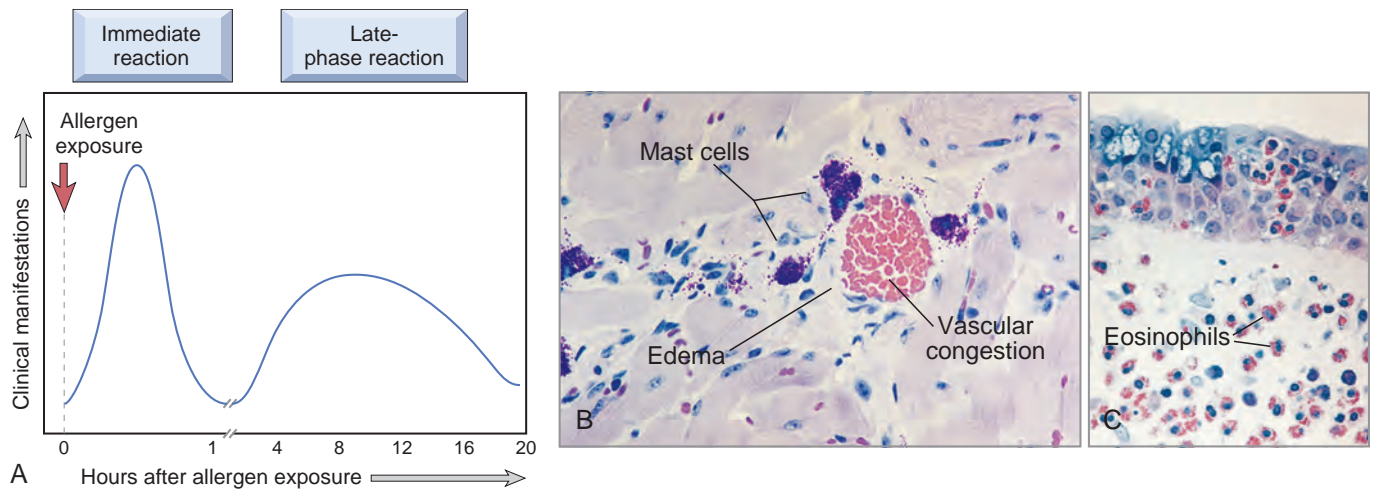 Immediate
reaction
Late-
phase reaction
Allergen
exposure
Clinical manifestations
0
1
4
8
12
16
20
Hours after allergen exposure
A
Mast cells
Edema
Vascular
congestion
B
Eosinophils
C